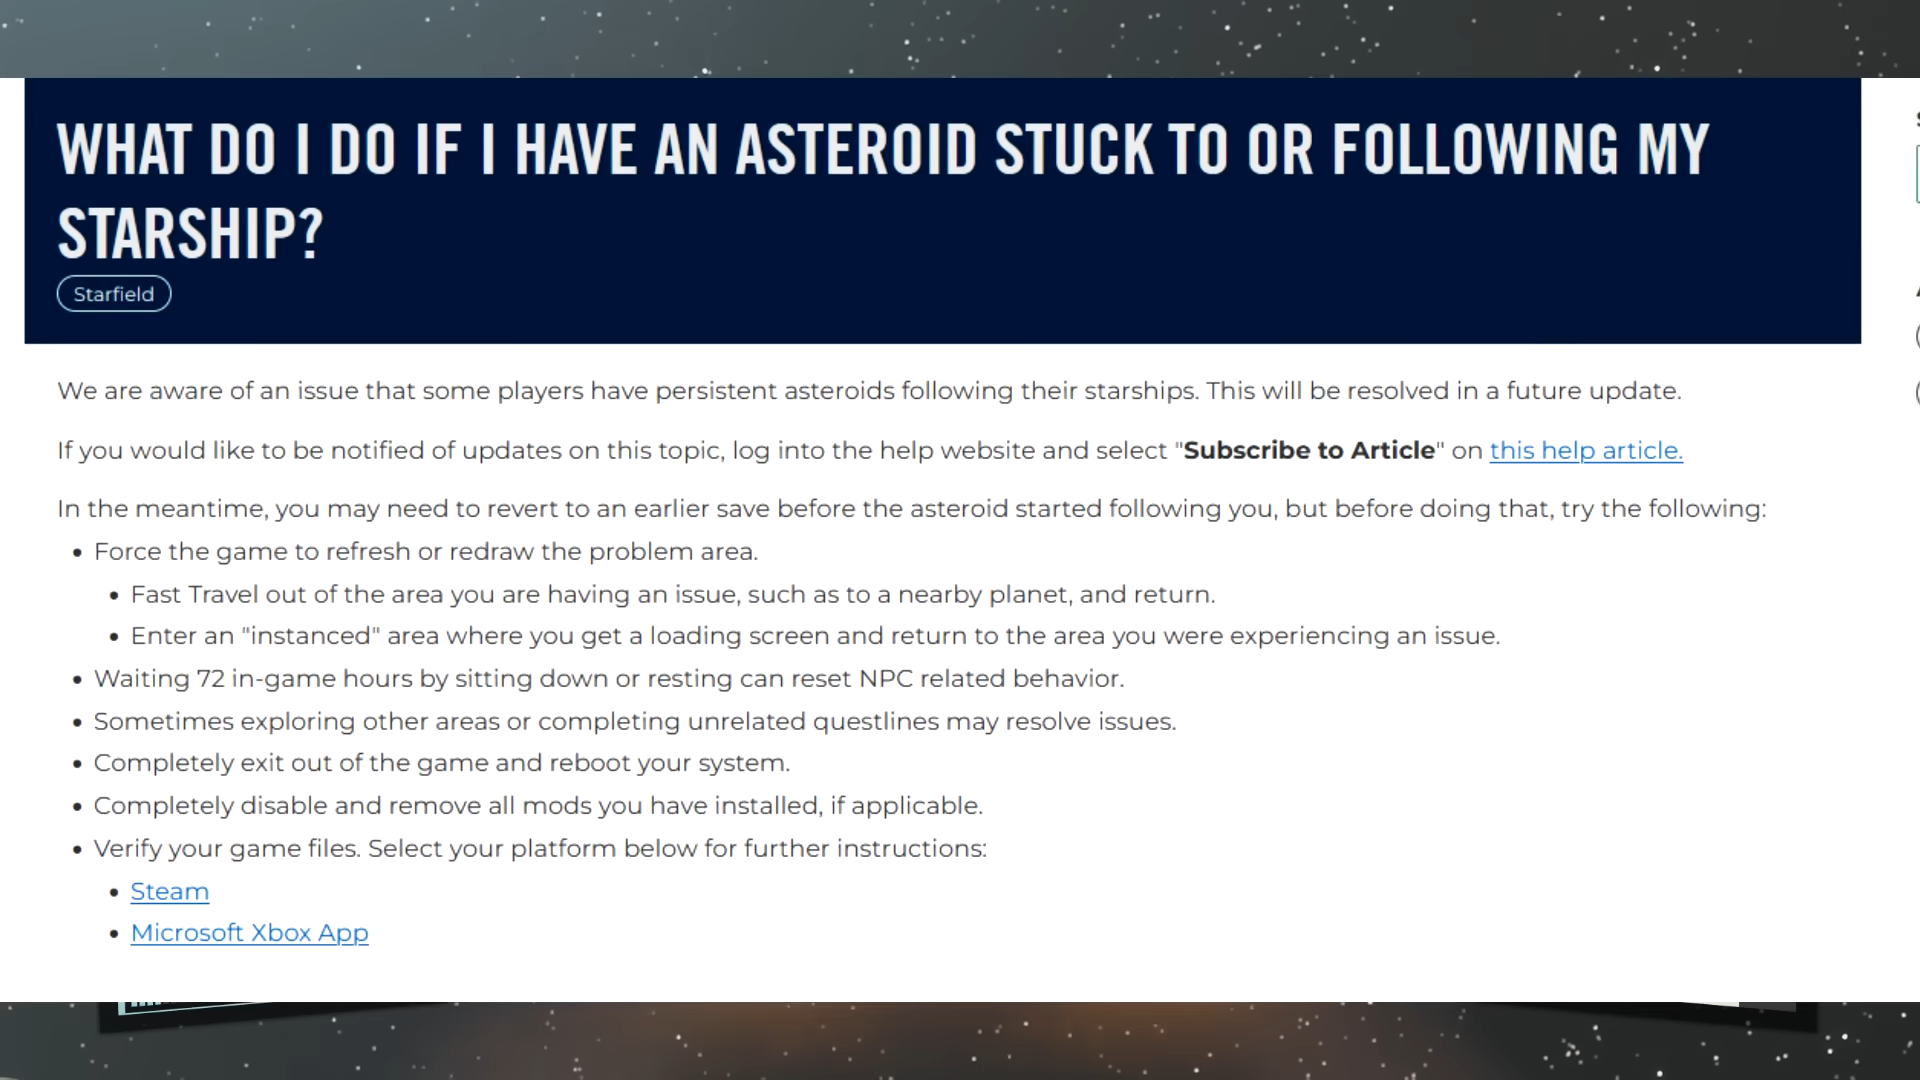 WHAT DO I DO IF I HAVE AN ASTEROID STUCK TO OR FOLLOWING MY
STARSHIP?
Starfield
We are aware of an issue that some players have persistent asteroids following their starships. This will be resolved in a future update.
If you would like to be notified of updates on this topic, log into the help website and select "Subscribe to Article" on this help article.
In the meantime, you may need to revert to an earlier save before the asteroid started following you, but before doing that, try the following:
• Force the game to refresh or redraw the problem area.
• Fast Travel out of the area you are having an issue, such as to a nearby planet, and return.
• Enter an "instanced" area where you get a loading screen and return to the area you were experiencing an issue.
• Waiting 72 in-game hours by sitting down or resting can reset NPC related behavior.
• Sometimes exploring other areas or completing unrelated questlines may resolve issues.
• Completely exit out of the game and reboot your system.
• Completely disable and remove all mods you have installed, if applicable.
• Verify your game files. Select your platform below for further instructions:
• Steam
• Microsoft Xbox App